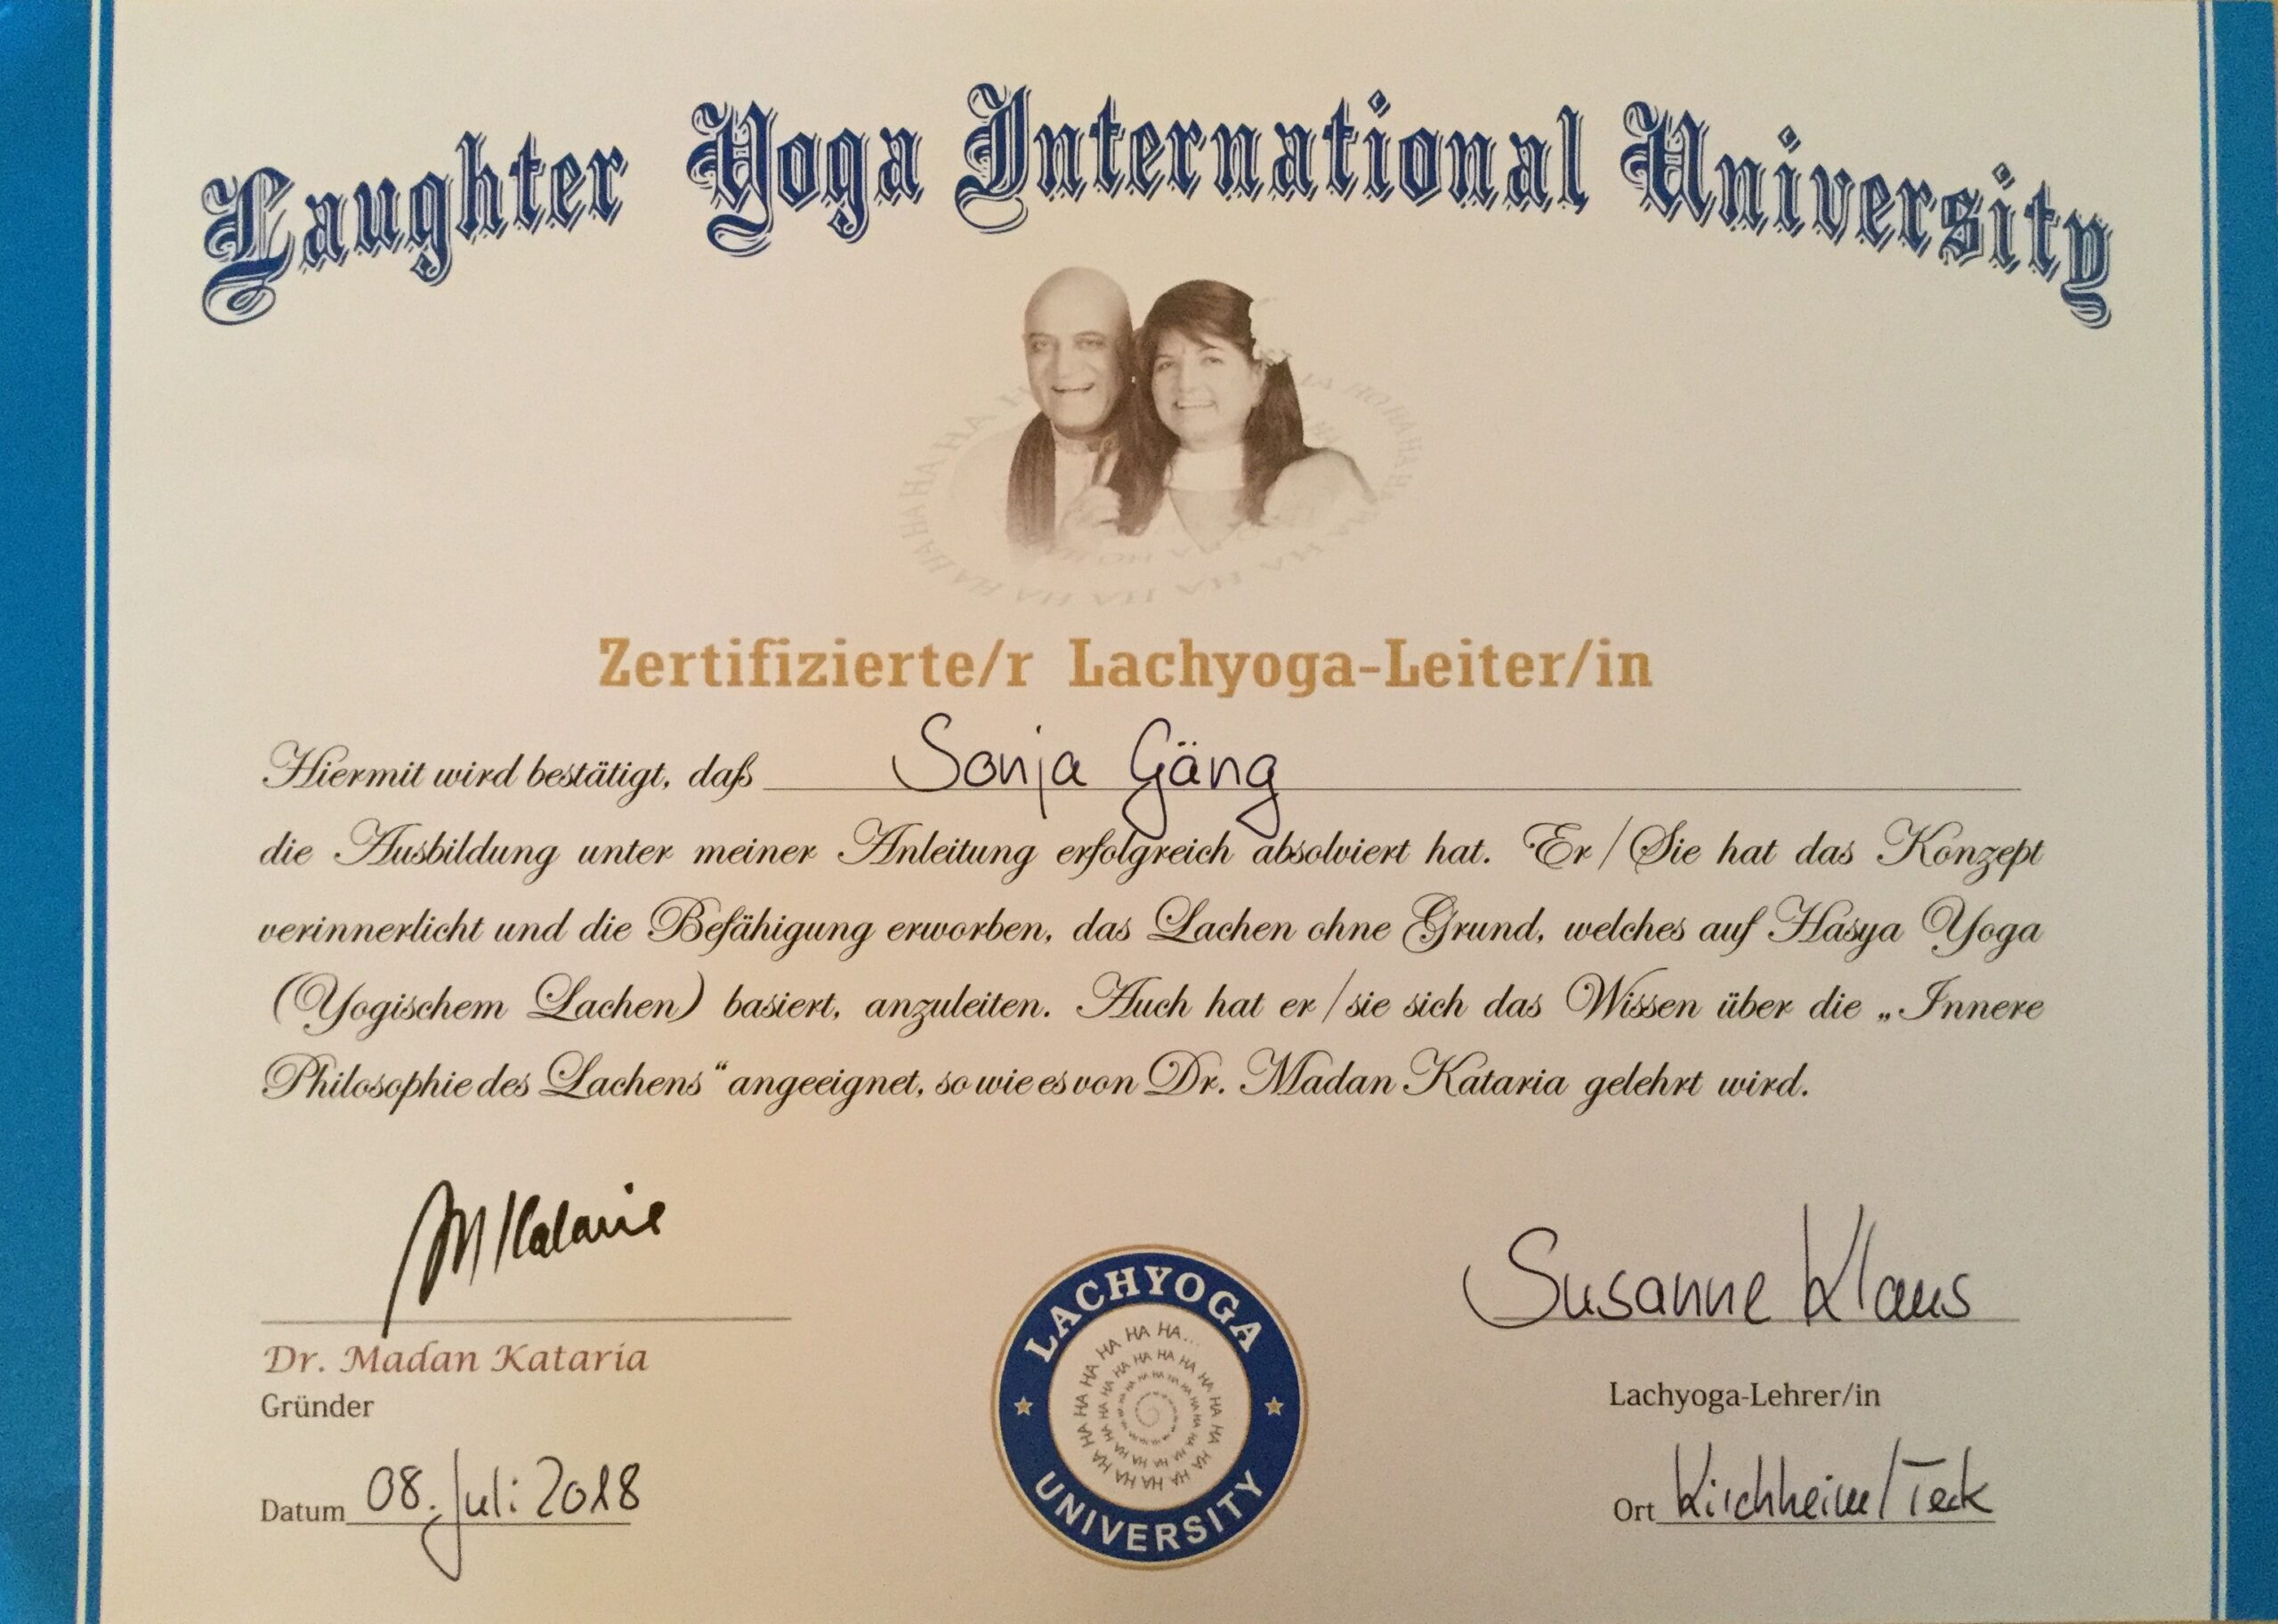 Laughter Yoga International University
Zertifizierte/r Lachyoga-Leiter/in
Hiermit wird bestätigt, daß Sonja Gäng
die Ausbildung unter meiner Anleitung erfolgreich absolviert hat. Er/Sie hat das Konzept
verinnerlicht und die Befähigung erworben, das Lachen ohne Grund, welches auf Hasya Yoga
(Yogischem Lachen) basiert, anzuleiten. Auch hat er/sie sich das Wissen über die „Innere
Philosophie des Lachens“ angeeignet, so wie es von Dr. Madan Kataria gelehrt wird.
MKataria
Dr. Madan Kataria
Gründer
Datum 08. Juli 2018
LACHYOGA
HA HA...
UNIVERSITY
Susanne Klaus
Lachyoga-Lehrer/in
Ort Kirchheim/Teck